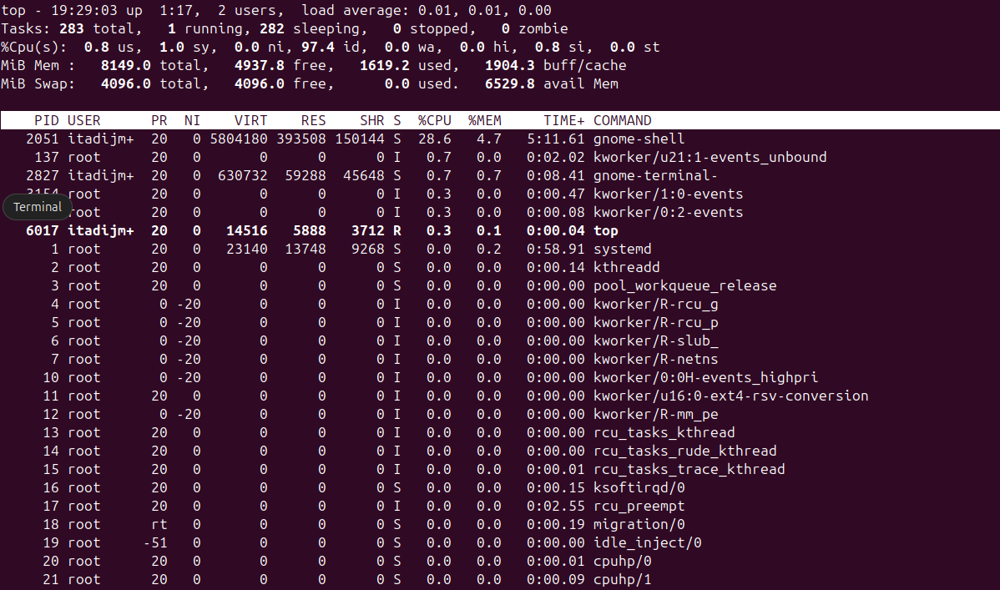 top - 19:29:03 up  1:17,  2 users,  load average: 0.01, 0.01, 0.00
Tasks: 283 total,   1 running, 282 sleeping,   0 stopped,   0 zombie
%Cpu(s):  0.8 us,  1.0 sy,  0.0 ni, 97.4 id,  0.0 wa,  0.0 hi,  0.8 si,  0.0 st
MiB Mem :   8149.0 total,   4937.8 free,   1619.2 used,   1904.3 buff/cache
MiB Swap:   4096.0 total,   4096.0 free,      0.0 used.   6529.8 avail Mem
PID USER      PR  NI    VIRT    RES    SHR S  %CPU  %MEM     TIME+ COMMAND
2051 itadijm+  20   0 5804180 393508 150144 S  28.6   4.7   5:11.61 gnome-shell
137 root      20   0       0      0      0 I   0.7   0.0   0:02.02 kworker/u21:1-events_unbound
2827 itadijm+  20   0  630732  59288  45648 S   0.7   0.7   0:08.41 gnome-terminal-
3154 root      20   0       0      0      0 I   0.3   0.0   0:00.47 kworker/1:0-events
Terminal
root      20   0       0      0      0 I   0.3   0.0   0:00.08 kworker/0:2-events
6017 itadijm+  20   0   14516   5888   3712 R   0.3   0.1   0:00.04 top
1 root      20   0   23140  13748   9268 S   0.0   0.2   0:58.91 systemd
2 root      20   0       0      0      0 S   0.0   0.0   0:00.14 kthreadd
3 root      20   0       0      0      0 S   0.0   0.0   0:00.00 pool_workqueue_release
4 root       0 -20       0      0      0 I   0.0   0.0   0:00.00 kworker/R-rcu_g
5 root       0 -20       0      0      0 I   0.0   0.0   0:00.00 kworker/R-rcu_p
6 root       0 -20       0      0      0 I   0.0   0.0   0:00.00 kworker/R-slub_
7 root       0 -20       0      0      0 I   0.0   0.0   0:00.00 kworker/R-netns
10 root       0 -20       0      0      0 I   0.0   0.0   0:00.00 kworker/0:0H-events_highpri
11 root      20   0       0      0      0 I   0.0   0.0   0:00.00 kworker/u16:0-ext4-rsv-conversion
12 root       0 -20       0      0      0 I   0.0   0.0   0:00.00 kworker/R-mm_pe
13 root      20   0       0      0      0 I   0.0   0.0   0:00.00 rcu_tasks_kthread
14 root      20   0       0      0      0 I   0.0   0.0   0:00.00 rcu_tasks_rude_kthread
15 root      20   0       0      0      0 I   0.0   0.0   0:00.01 rcu_tasks_trace_kthread
16 root      20   0       0      0      0 S   0.0   0.0   0:00.15 ksoftirqd/0
17 root      20   0       0      0      0 I   0.0   0.0   0:02.55 rcu_preempt
18 root      rt   0       0      0      0 S   0.0   0.0   0:00.19 migration/0
19 root     -51   0       0      0      0 S   0.0   0.0   0:00.00 idle_inject/0
20 root      20   0       0      0      0 S   0.0   0.0   0:00.01 cpuhp/0
21 root      20   0       0      0      0 S   0.0   0.0   0:00.09 cpuhp/1